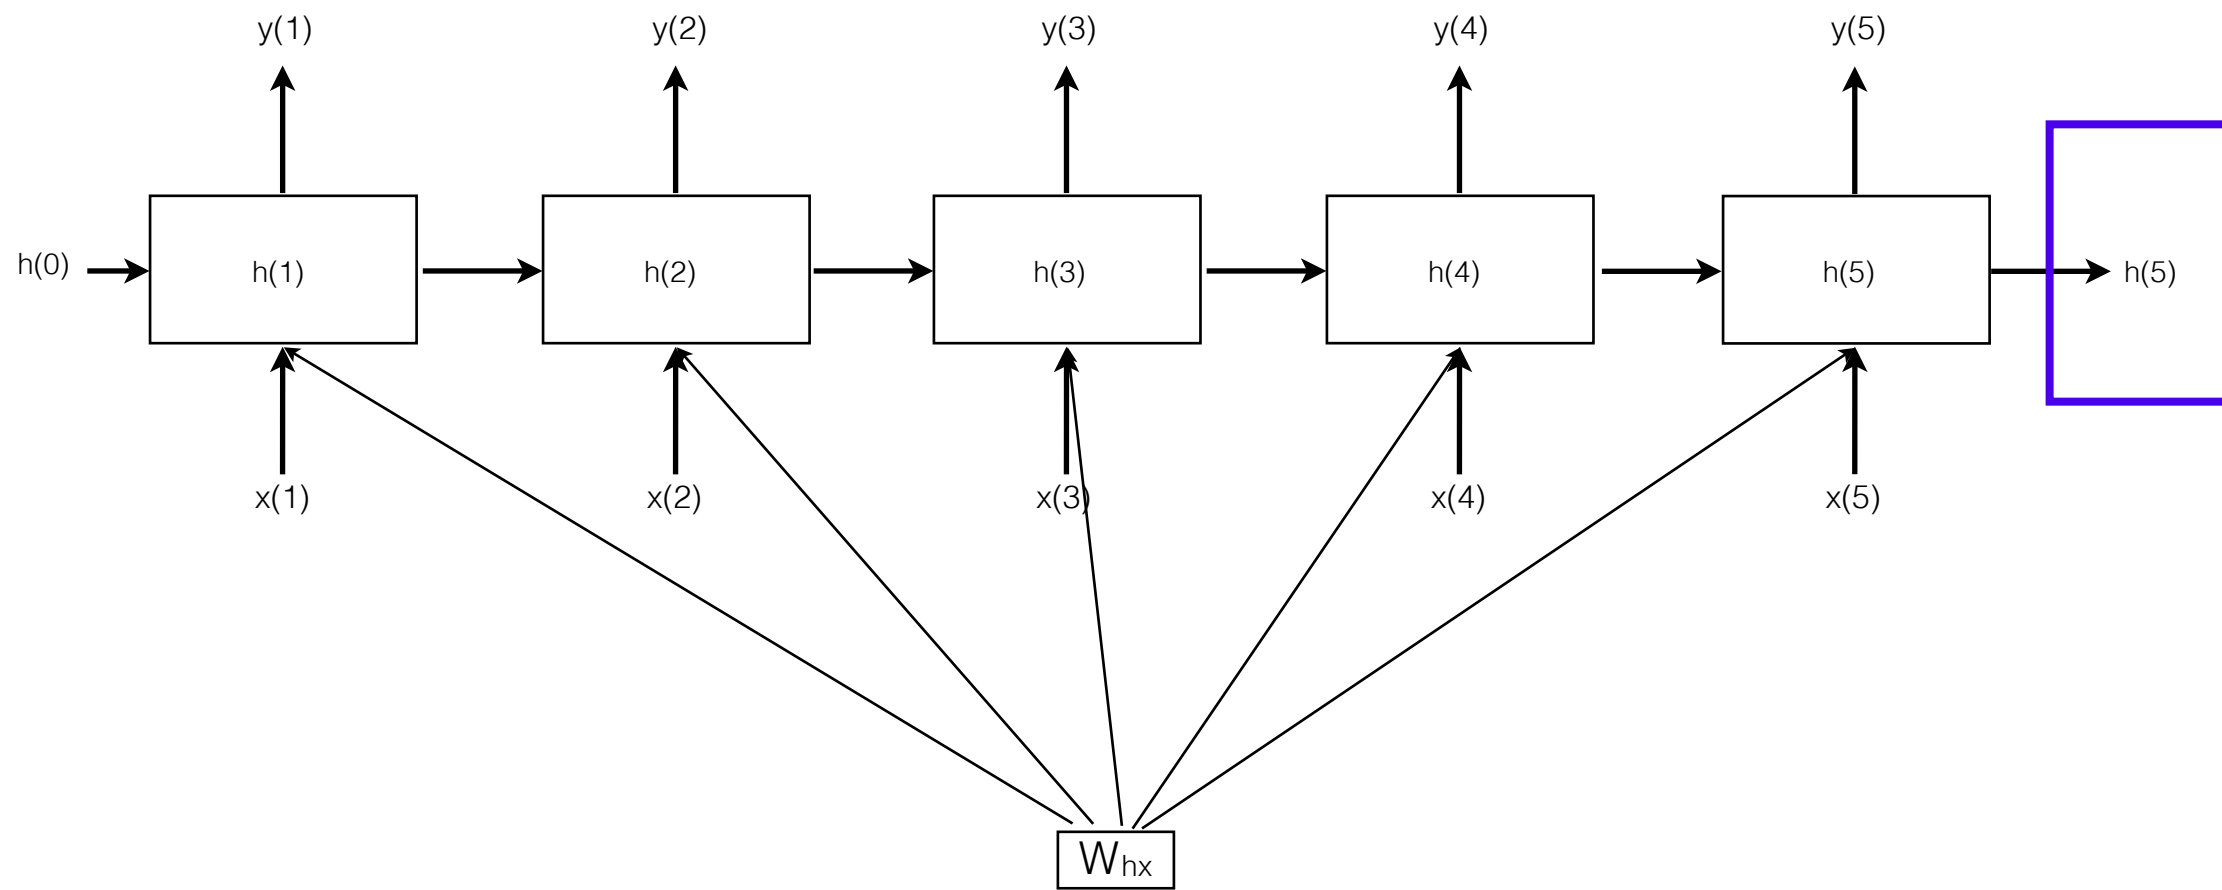 y(1) y(2) y(3) y(4) y(5)
h(0) h(1) h(2) h(3) h(4) h(5) h(5)
x(1) x(2) x(3) x(4) x(5)
Whx